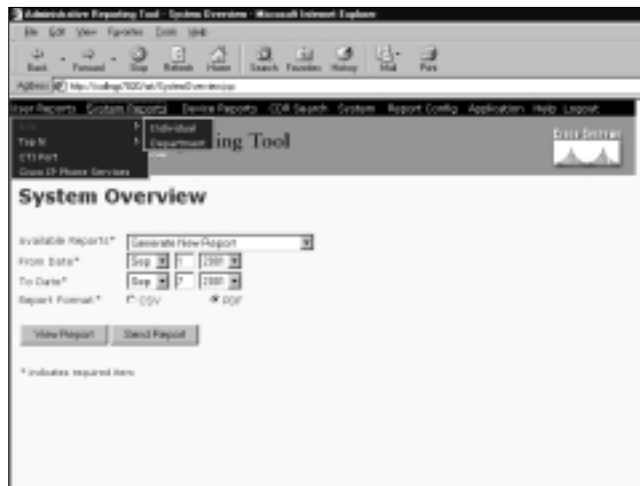 Administrative Reporting Tool - System Overview - Microsoft Internet Explorer
File Edit View Favorites Tools Help
Back Forward Stop Refresh Home Search Favorites History Mail Print
Address
User Reports System Reports Device Reports CDR Search System Report Config Application Help Logout
Individual
Top N Department ing Tool
CTI Port
Cisco IP Phone Services
Cisco Systems
System Overview
Available Reports* Generate New Report
From Date* Sep 1 2001
To Date* Sep 7 2001
Report Format* CSV PDF
View Report Send Report
* indicates required item